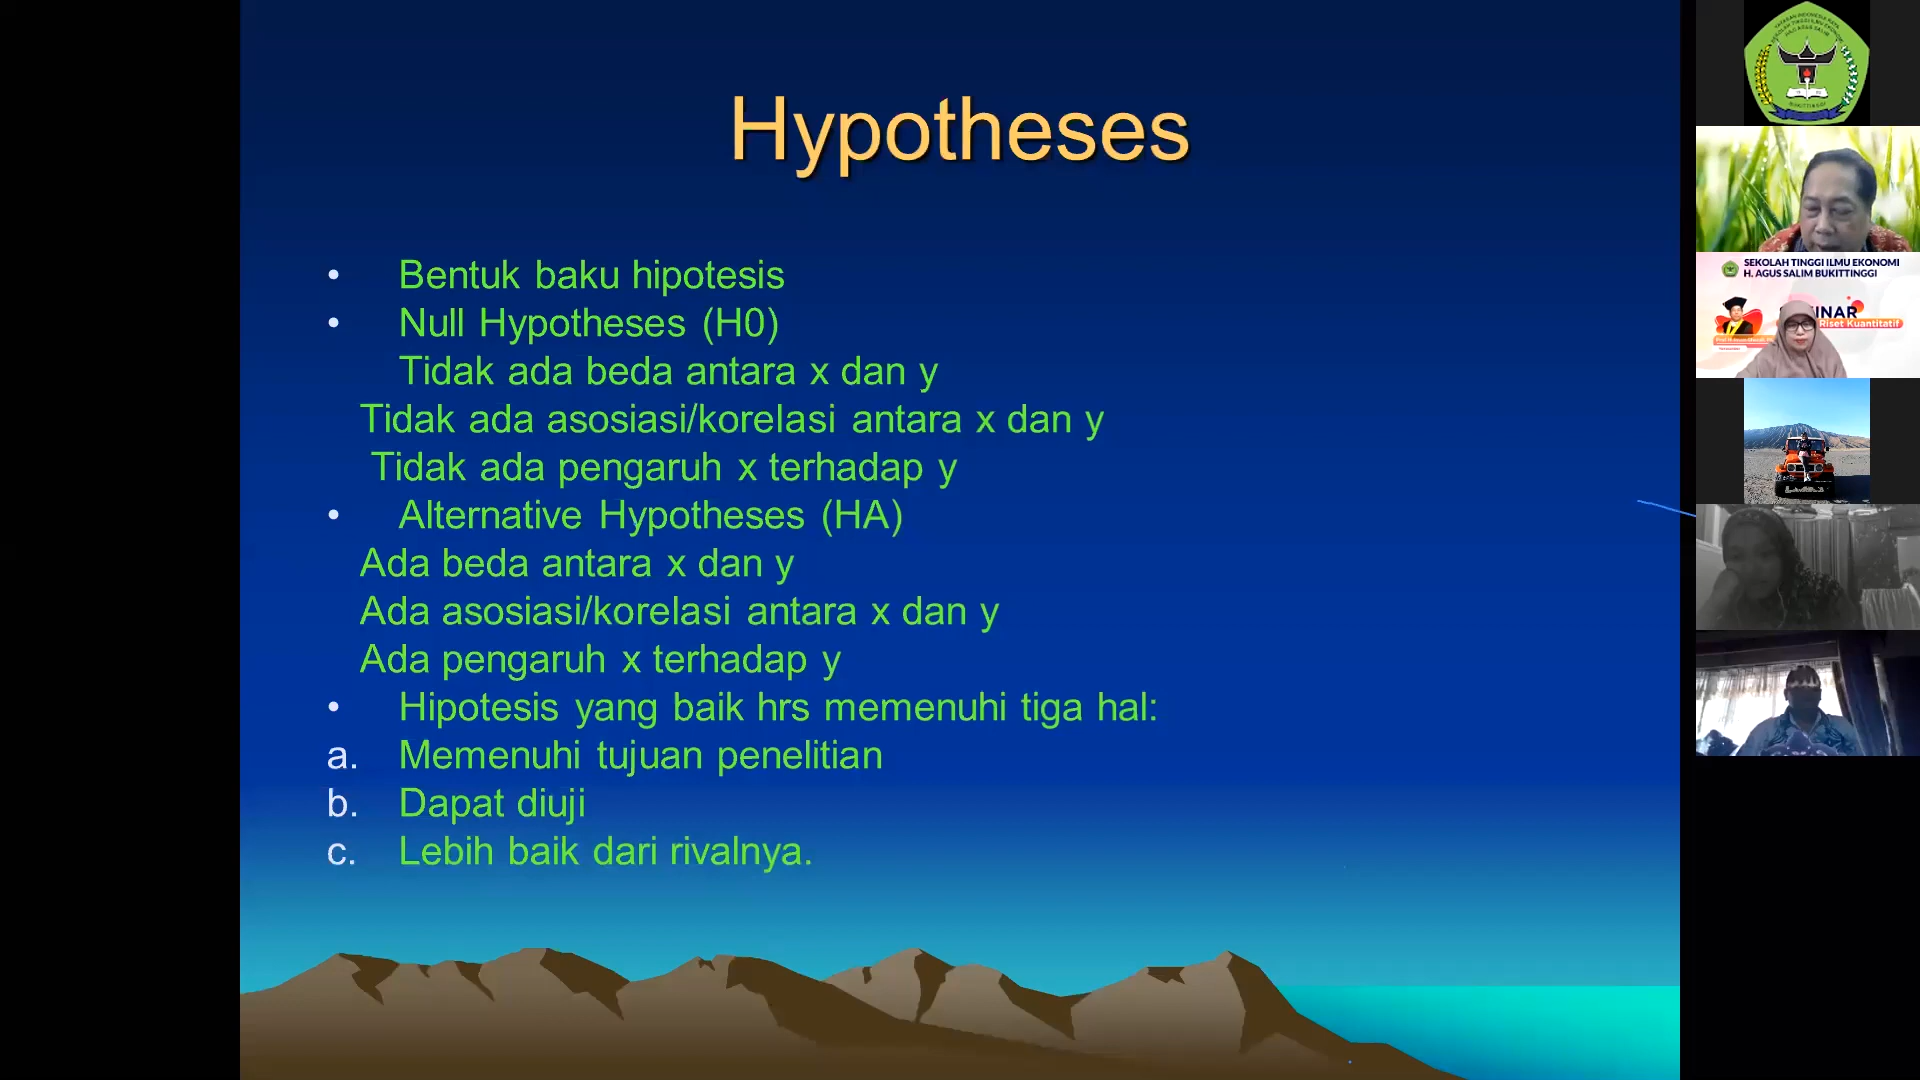 Hypotheses
• Bentuk baku hipotesis
• Null Hypotheses (H0)
Tidak ada beda antara x dan y
Tidak ada asosiasi/korelasi antara x dan y
Tidak ada pengaruh x terhadap y
• Alternative Hypotheses (HA)
Ada beda antara x dan y
Ada asosiasi/korelasi antara x dan y
Ada pengaruh x terhadap y
• Hipotesis yang baik hrs memenuhi tiga hal:
a. Memenuhi tujuan penelitian
b. Dapat diuji
c. Lebih baik dari rivalnya.
BUKITTINGGI
SEKOLAH TINGGI ILMU EKONOMI
H. AGUS SALIM BUKITTINGGI
INAR
Riset Kuantitatif